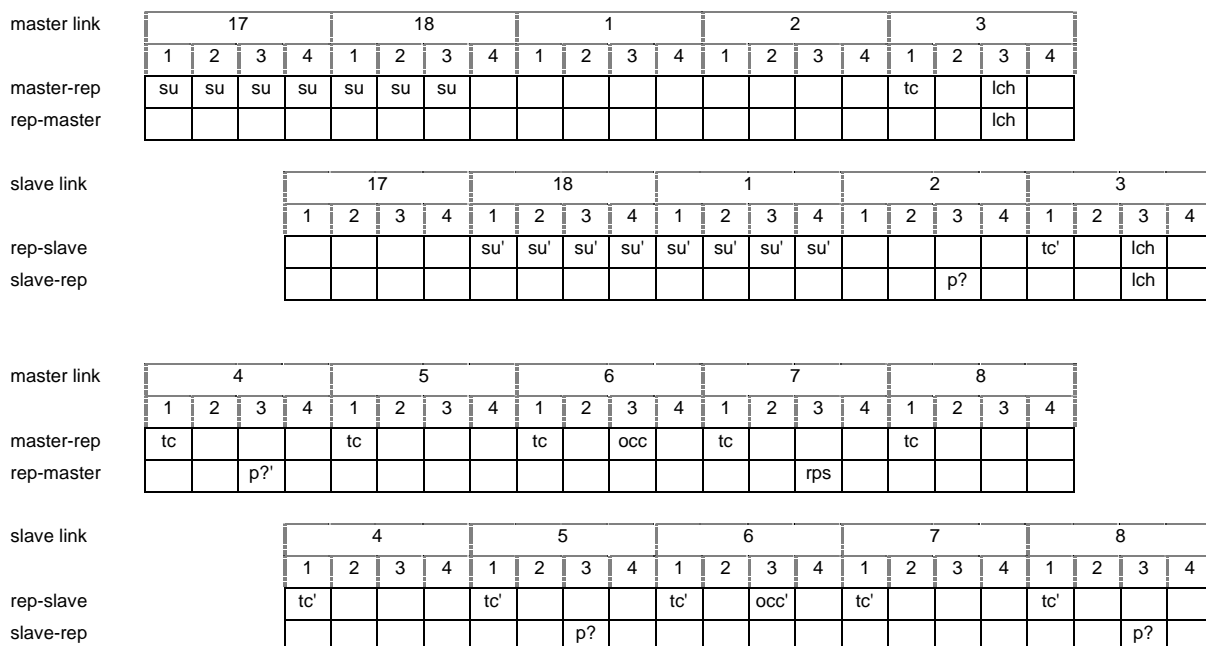 master link 17 18 1 2 3
1 2 3 4 1 2 3 4 1 2 3 4 1 2 3 4 1 2 3 4
master-rep su su su su su su su tc lch
rep-master lch
slave link 17 18 1 2 3
1 2 3 4 1 2 3 4 1 2 3 4 1 2 3 4 1 2 3 4
rep-slave su' su' su' su' su' su' su' su' tc' lch
slave-rep p? lch
master link 4 5 6 7 8
1 2 3 4 1 2 3 4 1 2 3 4 1 2 3 4 1 2 3 4
master-rep tc tc tc occ tc tc
rep-master p?' rps
slave link 4 5 6 7 8
1 2 3 4 1 2 3 4 1 2 3 4 1 2 3 4 1 2 3 4
rep-slave tc' tc' tc' occ' tc' tc'
slave-rep p? p?